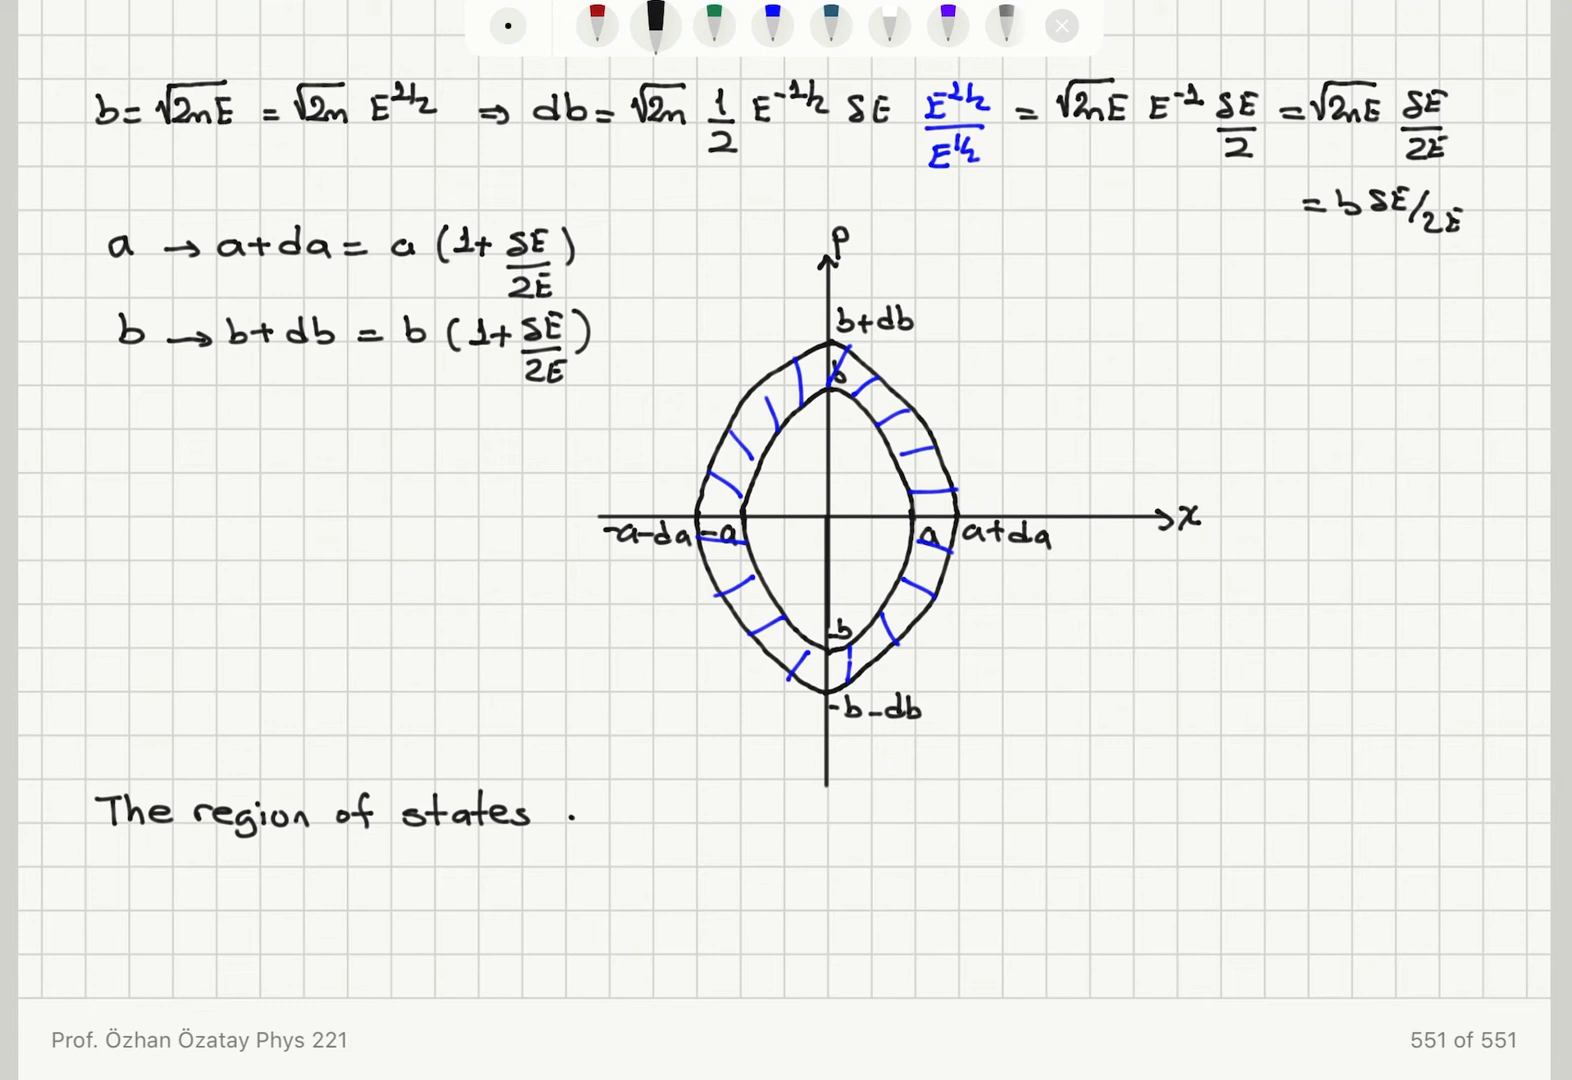 b = √2mE = √2m E^1/2 ⇒ db = √2m 1/2 E^-1/2 δE E^1/2/E^1/2 = √2mE E^-1 δE/2 = √2mE δE/2E
= b δE/2E
a → a+da = a (1+ δE/2E)
b → b+db = b (1+ δE/2E)
P
b+db
b
-a-da -a a a+da x
-b
-b-db
The region of states .
Prof. Özhan Özatay Phys 221 551 of 551